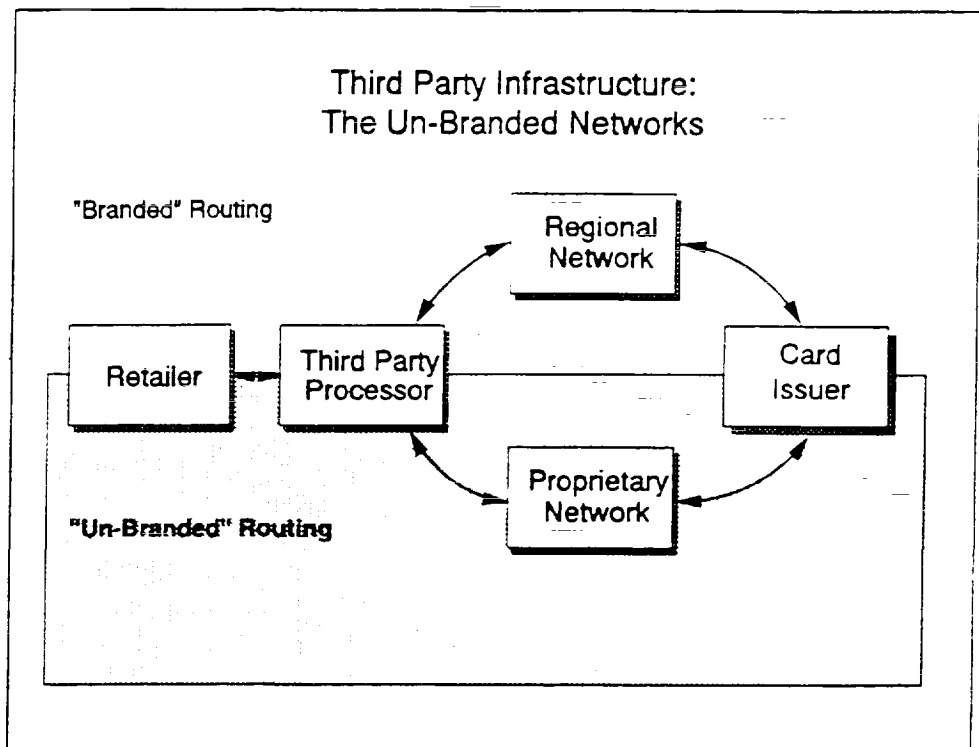 Third Party Infrastructure:
The Un-Branded Networks
"Branded" Routing
Regional
Network
Retailer
Third Party
Processor
Card
Issuer
Proprietary
Network
"Un-Branded" Routing